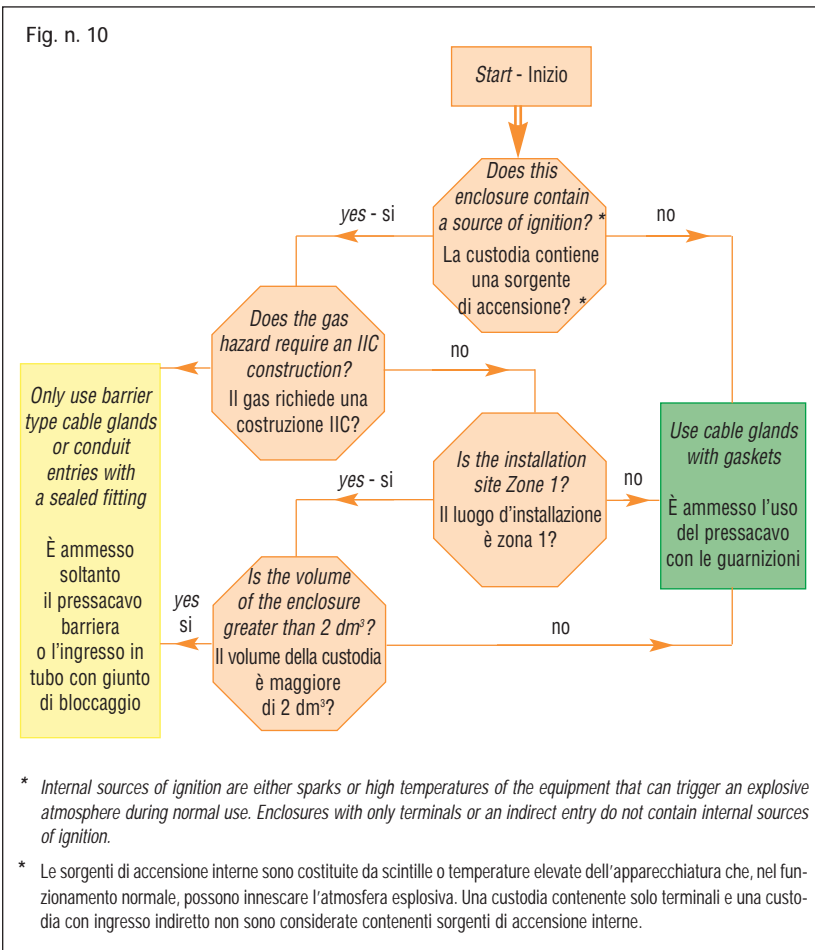 Fig. n. 10
Start - Inizio
Does this
enclosure contain
a source of ignition? *
La custodia contiene
una sorgente
di accensione? *
yes - si
no
Does the gas
hazard require an IIC
construction?
Il gas richiede una
costruzione IIC?
no
Only use barrier
type cable glands
or conduit
entries with
a sealed fitting
È ammesso
soltanto
il pressacavo
barriera
o l'ingresso in
tubo con giunto
di bloccaggio
Is the installation
site Zone 1?
Il luogo d'installazione
è zona 1?
yes - si
no
Use cable glands
with gaskets
È ammesso l'uso
del pressacavo
con le guarnizioni
Is the volume
of the enclosure
greater than 2 dm³?
Il volume della custodia
è maggiore
di 2 dm³?
yes
si
no
* Internal sources of ignition are either sparks or high temperatures of the equipment that can trigger an explosive
atmosphere during normal use. Enclosures with only terminals or an indirect entry do not contain internal sources
of ignition.
* Le sorgenti di accensione interne sono costituite da scintille o temperature elevate dell'apparecchiatura che, nel fun-
zionamento normale, possono innescare l'atmosfera esplosiva. Una custodia contenente solo terminali e una custo-
dia con ingresso indiretto non sono considerate contenenti sorgenti di accensione interne.